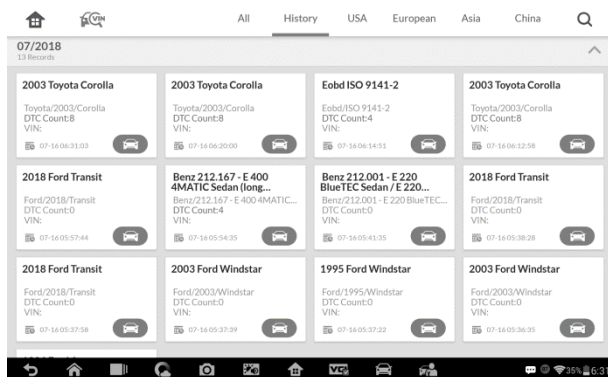 VIN
All
History
USA
European
Asia
China
07/2018
13 Records
2003 Toyota Corolla
Toyota/2003/Corolla
DTC Count:8
VIN:
07-16 06:31:03
2003 Toyota Corolla
Toyota/2003/Corolla
DTC Count:8
VIN:
07-16 06:20:00
Eobd ISO 9141-2
Eobd/ISO 9141-2
DTC Count:4
VIN:
07-16 06:14:51
2003 Toyota Corolla
Toyota/2003/Corolla
DTC Count:8
VIN:
07-16 06:12:58
2018 Ford Transit
Ford/2018/Transit
DTC Count:0
VIN:
07-16 05:57:44
Benz 212.167 - E 400
4MATIC Sedan (long...
Benz/212.167 - E 400 4MATIC...
DTC Count:4
VIN:
07-16 05:54:35
Benz 212.001 - E 220
BlueTEC Sedan / E 220...
Benz/212.001 - E 220 BlueTEC...
DTC Count:0
VIN:
07-16 05:41:35
2018 Ford Transit
Ford/2018/Transit
DTC Count:0
VIN:
07-16 05:38:28
2018 Ford Transit
Ford/2018/Transit
DTC Count:0
VIN:
07-16 05:37:58
2003 Ford Windstar
Ford/2003/Windstar
DTC Count:0
VIN:
07-16 05:37:39
1995 Ford Windstar
Ford/1995/Windstar
DTC Count:0
VIN:
07-16 05:37:22
2003 Ford Windstar
Ford/2003/Windstar
DTC Count:0
VIN:
07-16 05:36:35
VCI
35%
6:31